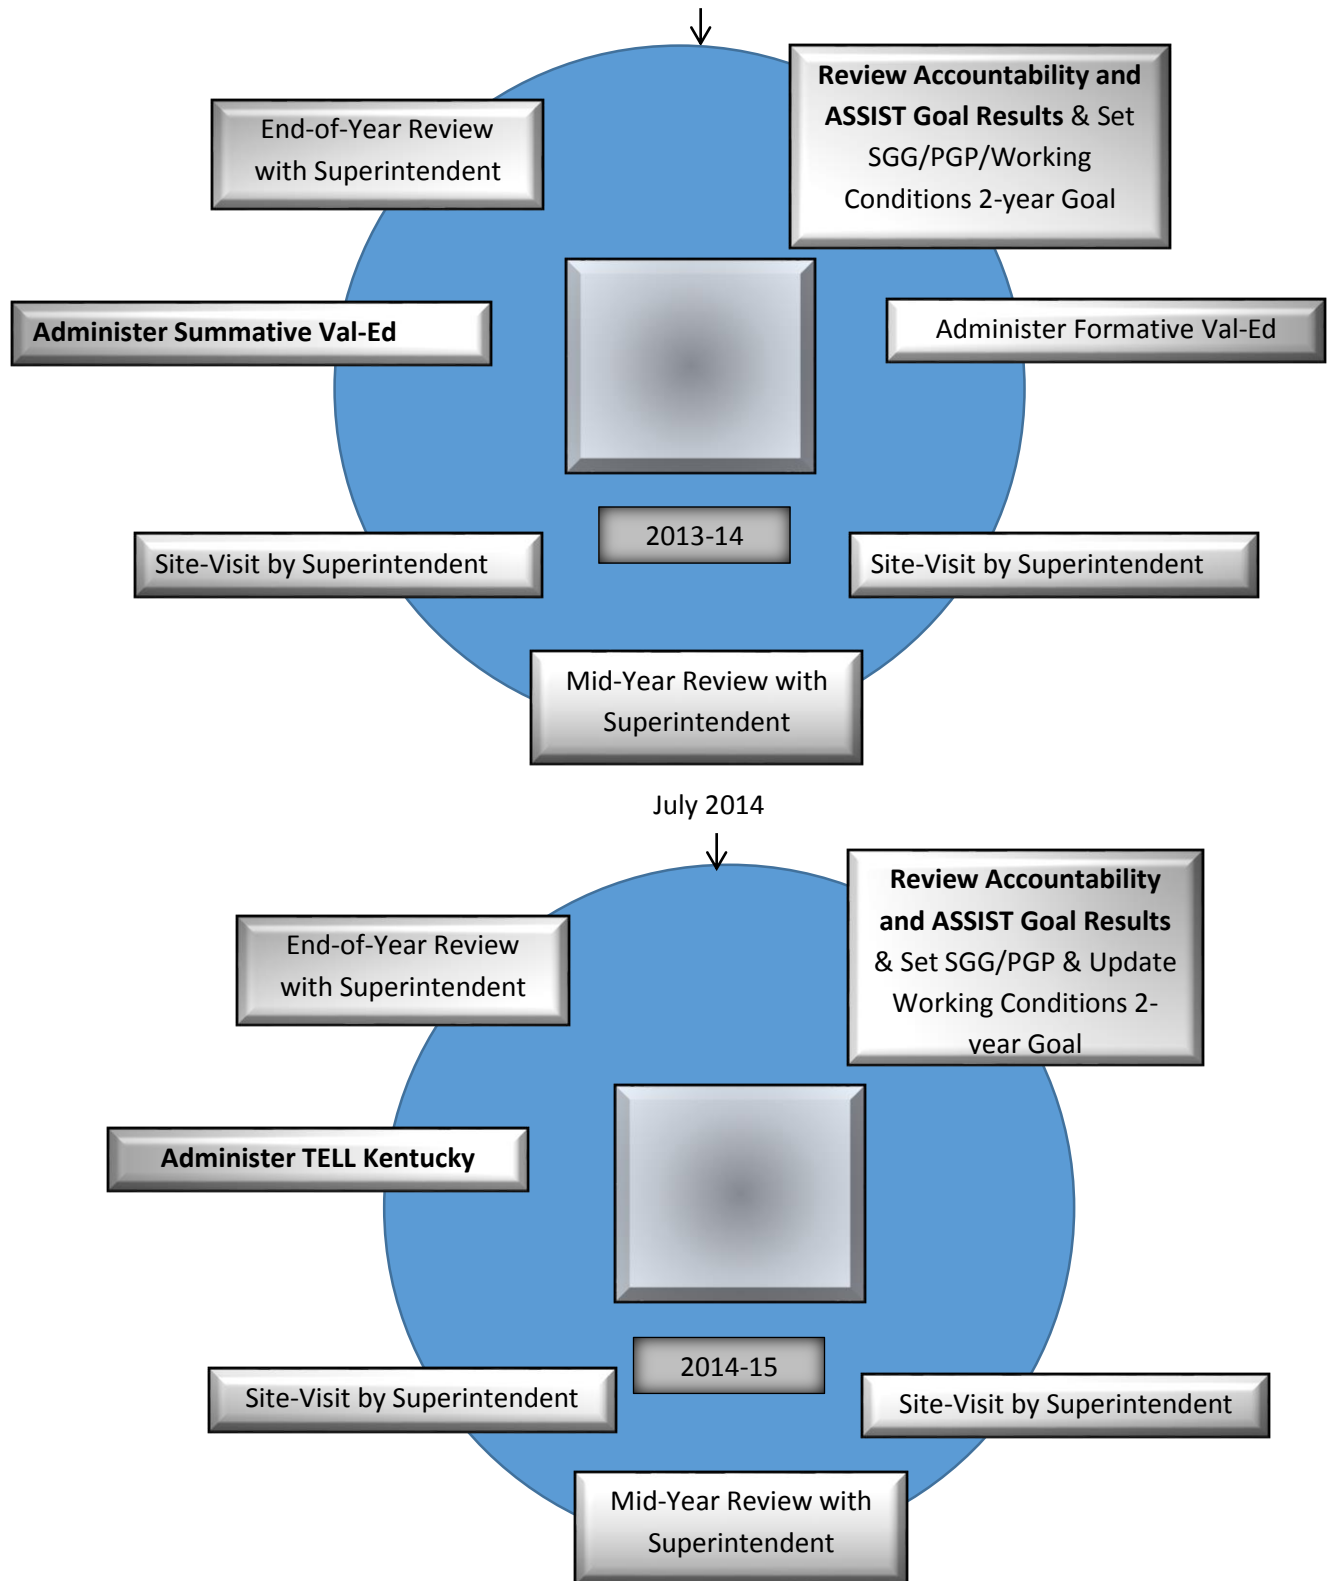 Review Accountability and
ASSIST Goal Results & Set
SGG/PGP/Working
Conditions 2-year Goal
End-of-Year Review
with Superintendent
Administer Summative Val-Ed
Administer Formative Val-Ed
2013-14
Site-Visit by Superintendent
Site-Visit by Superintendent
Mid-Year Review with
Superintendent
July 2014
Review Accountability
and ASSIST Goal Results
& Set SGG/PGP & Update
Working Conditions 2-
year Goal
End-of-Year Review
with Superintendent
Administer TELL Kentucky
2014-15
Site-Visit by Superintendent
Site-Visit by Superintendent
Mid-Year Review with
Superintendent